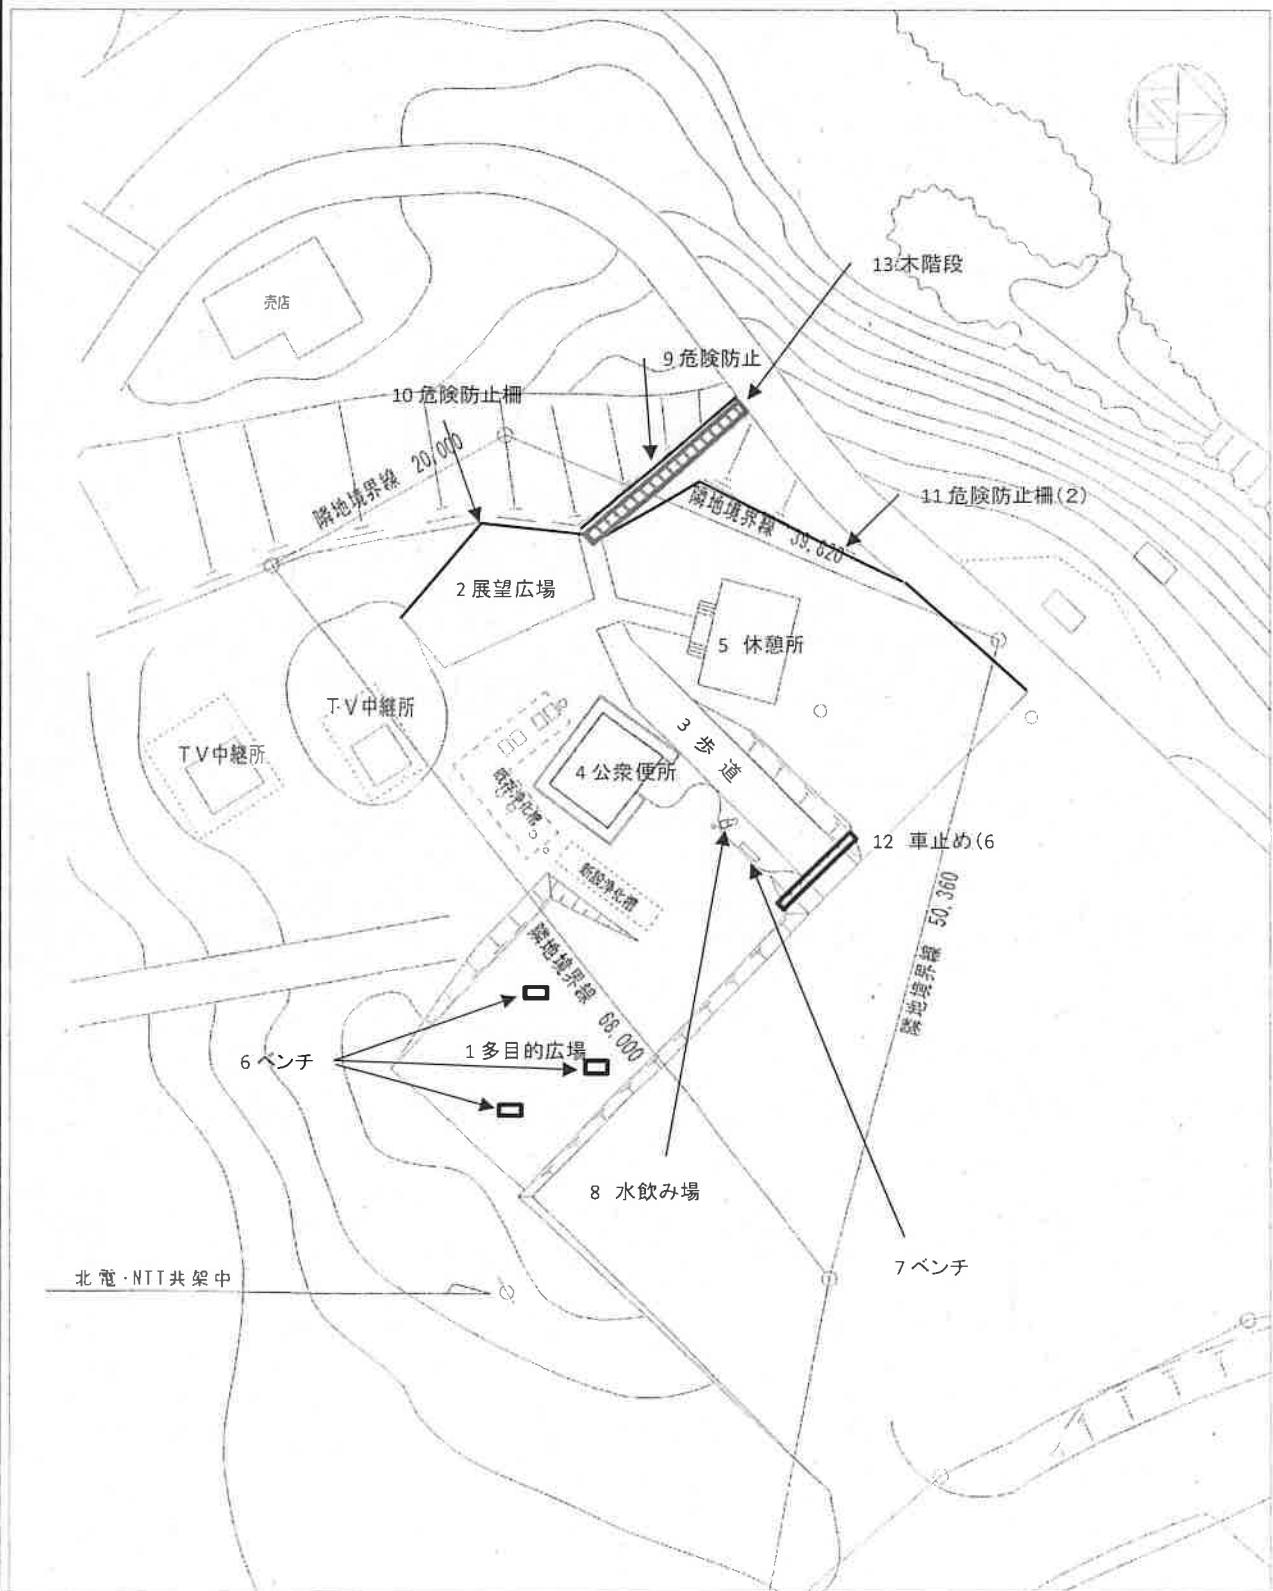 13木階段
売店
9 危険防止
10 危険防止柵
隣地境界線 20,000
隣地境界線 39,820
11 危険防止柵(2)
2 展望広場
5 休憩所
T・V中継所
TV中継所
3 歩道
4 公衆便所
既存浄化槽
12 車止め(6
新設浄化槽
隣地境界線 50,360
隣地境界線 68,000
6 ベンチ
1 多目的広場
8 水飲み場
7 ベンチ
北電・NTT共架中